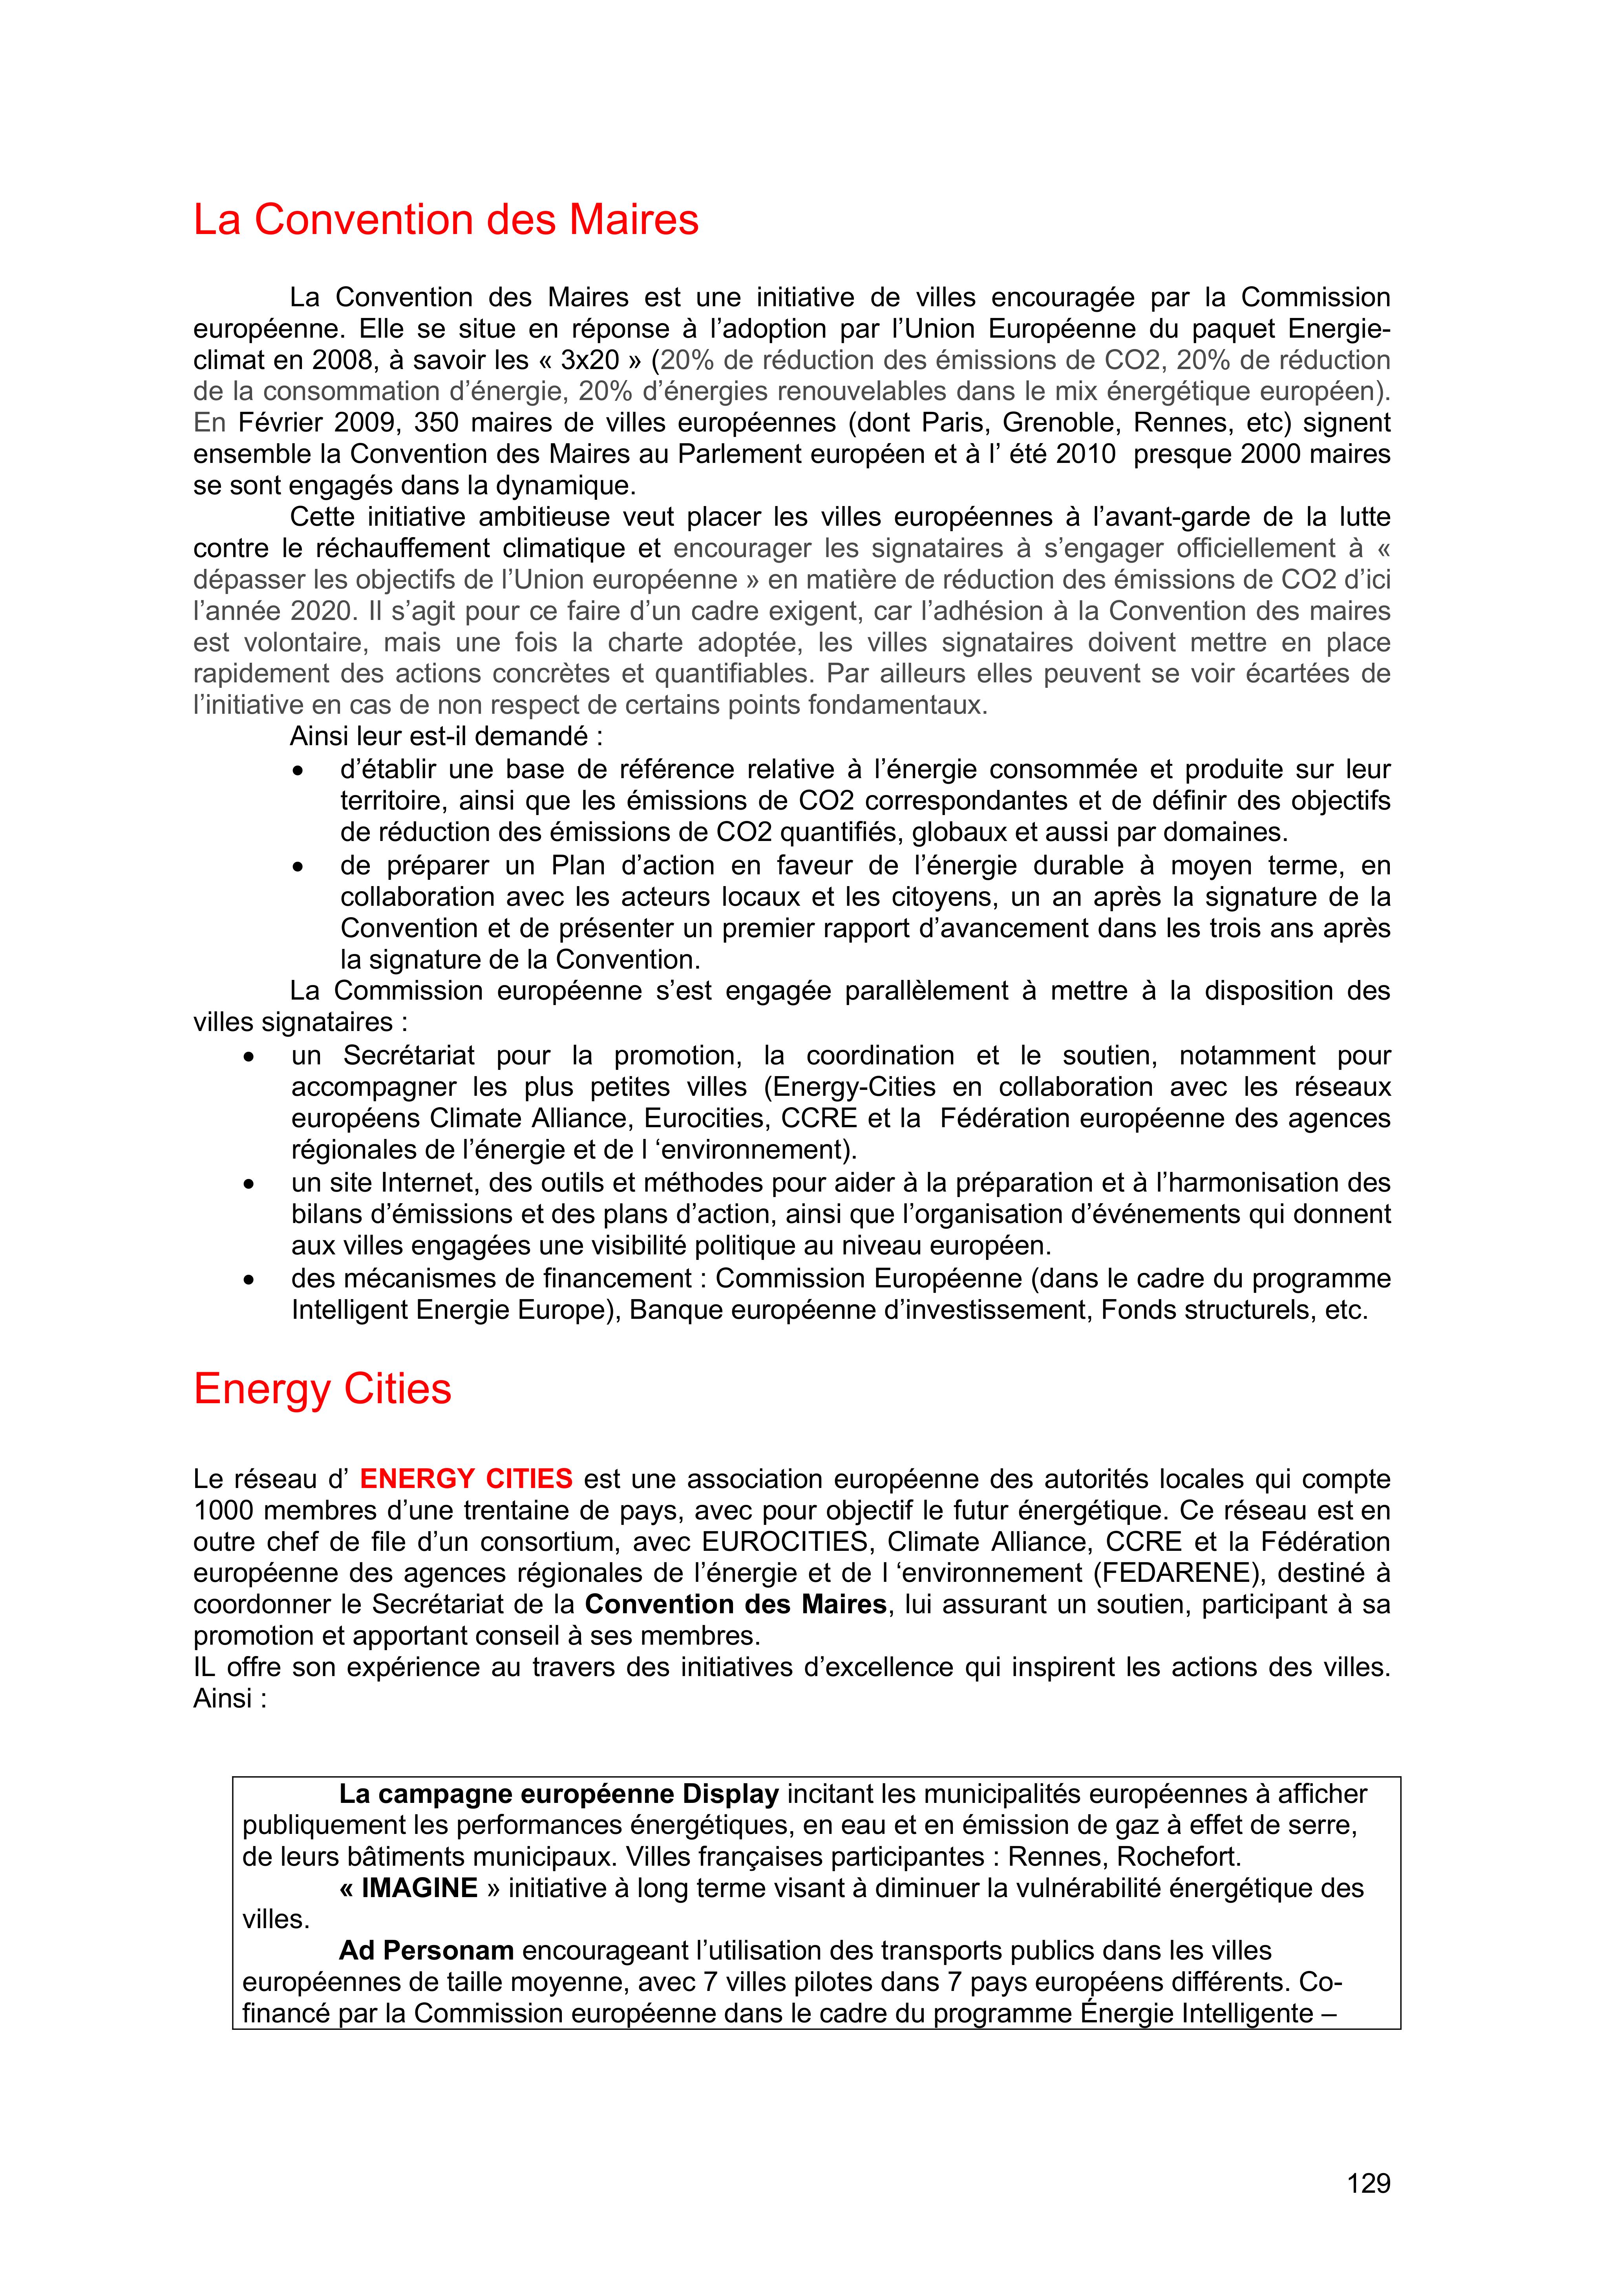 La Convention des Maires
La Convention des Maires est une initiative de villes encouragée par la Commission
européenne. Elle se situe en réponse à l’adoption par l’Union Européenne du paquet Energie-
climat en 2008, à savoir les « 3x20 » (20% de réduction des émissions de CO2, 20% de réduction
de la consommation d’énergie, 20% d’énergies renouvelables dans le mix énergétique européen).
En Février 2009, 350 maires de villes européennes (dont Paris, Grenoble, Rennes, etc) signent
ensemble la Convention des Maires au Parlement européen et à l’ été 2010  presque 2000 maires
se sont engagés dans la dynamique.
Cette initiative ambitieuse veut placer les villes européennes à l’avant-garde de la lutte
contre le réchauffement climatique et encourager les signataires à s’engager officiellement à «
dépasser les objectifs de l’Union européenne » en matière de réduction des émissions de CO2 d’ici
l’année 2020. Il s’agit pour ce faire d’un cadre exigent, car l’adhésion à la Convention des maires
est volontaire, mais une fois la charte adoptée, les villes signataires doivent mettre en place
rapidement des actions concrètes et quantifiables. Par ailleurs elles peuvent se voir écartées de
l’initiative en cas de non respect de certains points fondamentaux.
Ainsi leur est-il demandé :
• d’établir une base de référence relative à l’énergie consommée et produite sur leur
territoire, ainsi que les émissions de CO2 correspondantes et de définir des objectifs
de réduction des émissions de CO2 quantifiés, globaux et aussi par domaines.
• de préparer un Plan d’action en faveur de l’énergie durable à moyen terme, en
collaboration avec les acteurs locaux et les citoyens, un an après la signature de la
Convention et de présenter un premier rapport d’avancement dans les trois ans après
la signature de la Convention.
La Commission européenne s’est engagée parallèlement à mettre à la disposition des
villes signataires :
• un Secrétariat pour la promotion, la coordination et le soutien, notamment pour
accompagner les plus petites villes (Energy-Cities en collaboration avec les réseaux
européens Climate Alliance, Eurocities, CCRE et la  Fédération européenne des agences
régionales de l’énergie et de l ‘environnement).
• un site Internet, des outils et méthodes pour aider à la préparation et à l’harmonisation des
bilans d’émissions et des plans d’action, ainsi que l’organisation d’événements qui donnent
aux villes engagées une visibilité politique au niveau européen.
• des mécanismes de financement : Commission Européenne (dans le cadre du programme
Intelligent Energie Europe), Banque européenne d’investissement, Fonds structurels, etc.
Energy Cities
Le réseau d’ ENERGY CITIES est une association européenne des autorités locales qui compte
1000 membres d’une trentaine de pays, avec pour objectif le futur énergétique. Ce réseau est en
outre chef de file d’un consortium, avec EUROCITIES, Climate Alliance, CCRE et la Fédération
européenne des agences régionales de l’énergie et de l ‘environnement (FEDARENE), destiné à
coordonner le Secrétariat de la Convention des Maires, lui assurant un soutien, participant à sa
promotion et apportant conseil à ses membres.
IL offre son expérience au travers des initiatives d’excellence qui inspirent les actions des villes.
Ainsi :
La campagne européenne Display incitant les municipalités européennes à afficher
publiquement les performances énergétiques, en eau et en émission de gaz à effet de serre,
de leurs bâtiments municipaux. Villes françaises participantes : Rennes, Rochefort.
« IMAGINE » initiative à long terme visant à diminuer la vulnérabilité énergétique des
villes.
Ad Personam encourageant l’utilisation des transports publics dans les villes
européennes de taille moyenne, avec 7 villes pilotes dans 7 pays européens différents. Co-
financé par la Commission européenne dans le cadre du programme Énergie Intelligente –
129